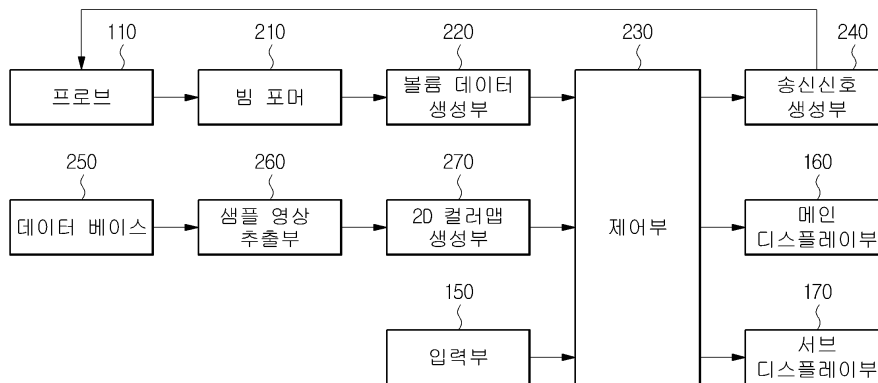 110
210
220
230
240
프로브
빔 포머
볼륨 데이터
생성부
송신신호
생성부
250
260
270
160
데이터 베이스
샘플 영상
추출부
2D 컬러맵
생성부
제어부
메인
디스플레이부
150
170
입력부
서브
디스플레이부